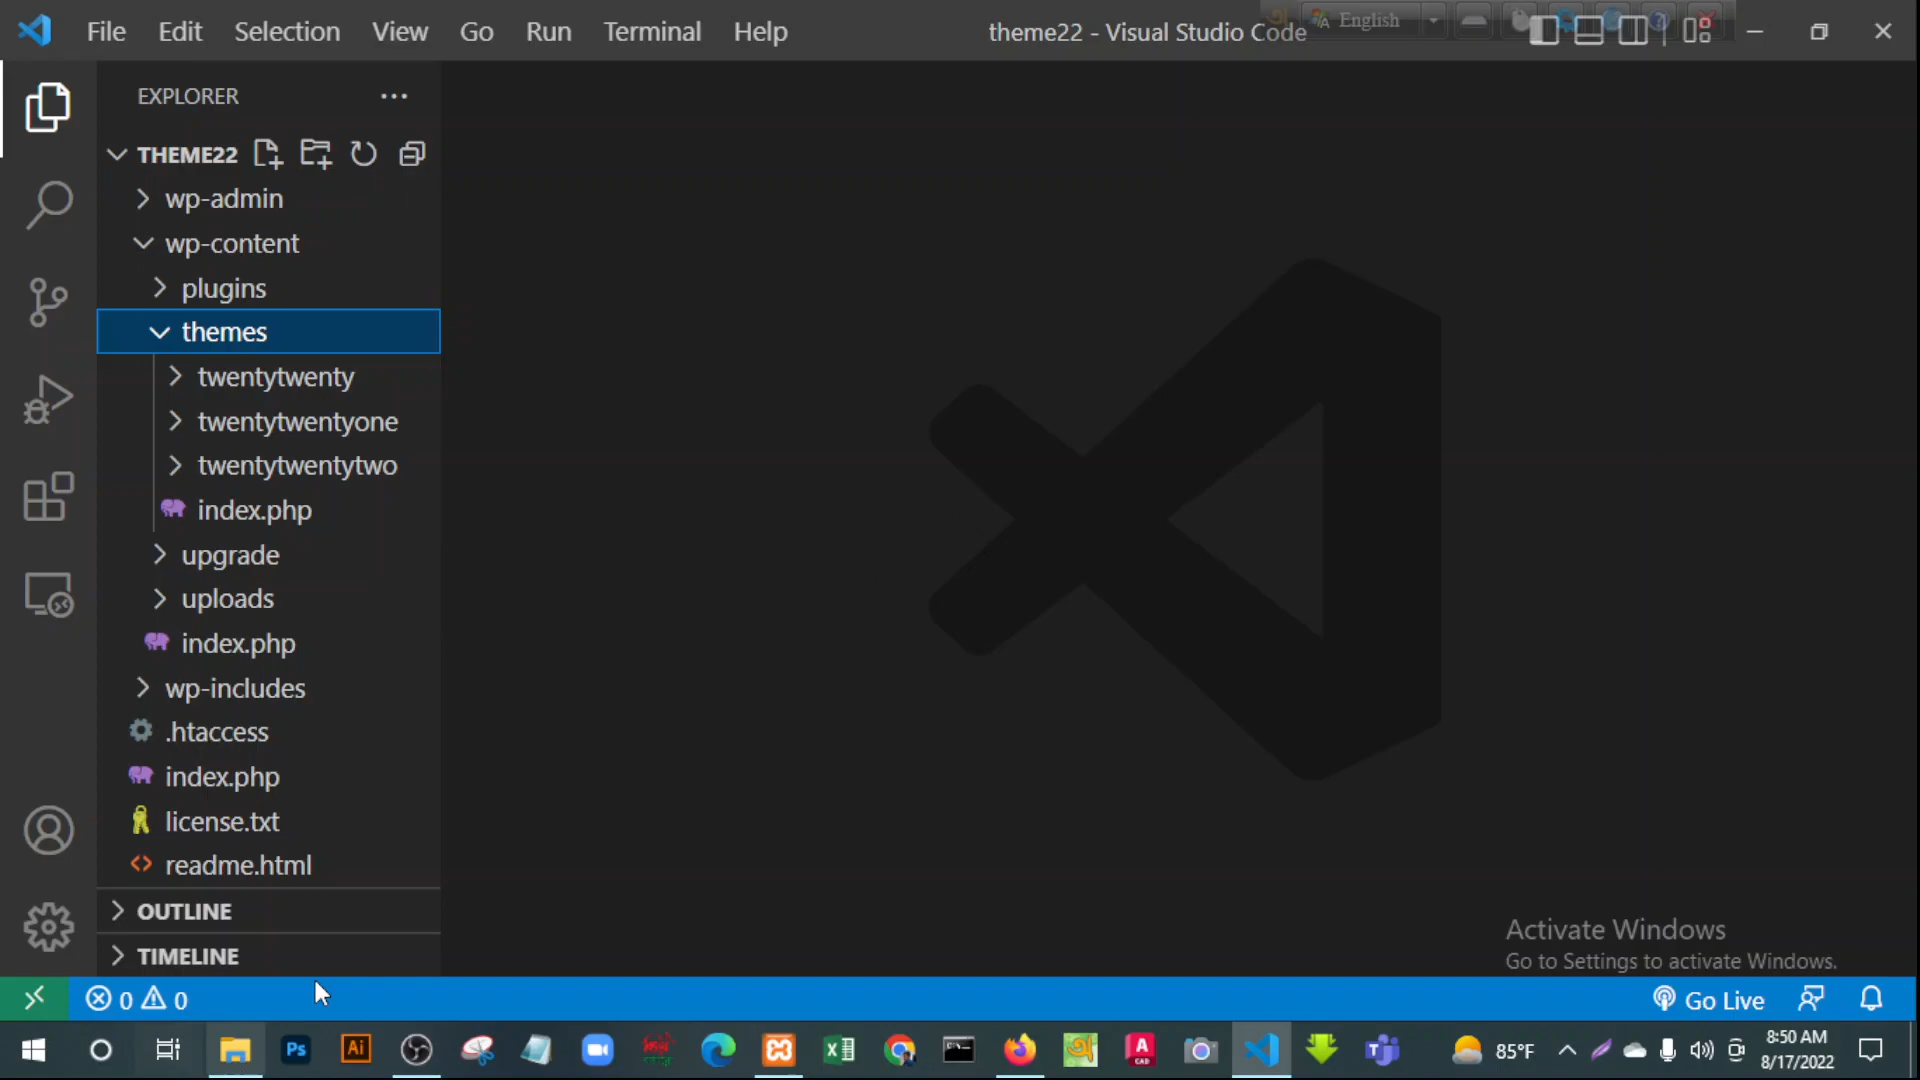 File Edit Selection View Go Run Terminal Help theme22 - Visual Studio Code English
EXPLORER
THEME22
wp-admin
wp-content
plugins
themes
twentytwenty
twentytwentyone
twentytwentytwo
index.php
upgrade
uploads
index.php
wp-includes
.htaccess
index.php
license.txt
readme.html
OUTLINE
TIMELINE
Activate Windows
Go to Settings to activate Windows.
0 0 Go Live
Ps Ai 85°F 8:50 AM
8/17/2022